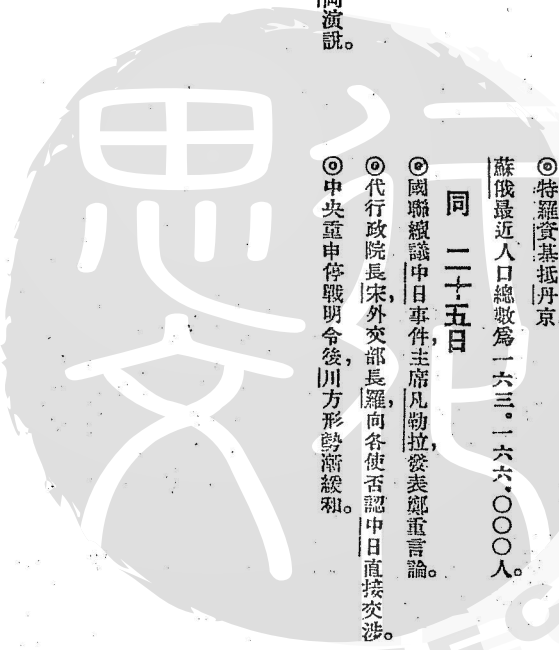 ◎特羅資基抵丹京
蘇俄最近人口總數爲一六三。一六六、〇〇〇人。
同 二十五日
◎國聯續議中日事件，主席凡勒拉，發表鄭重言論。
◎代行政院長宋，外交部長羅，向各使否認中日直接交涉。
◎中央重申停戰明令後，川方形勢漸緩和。
演說。